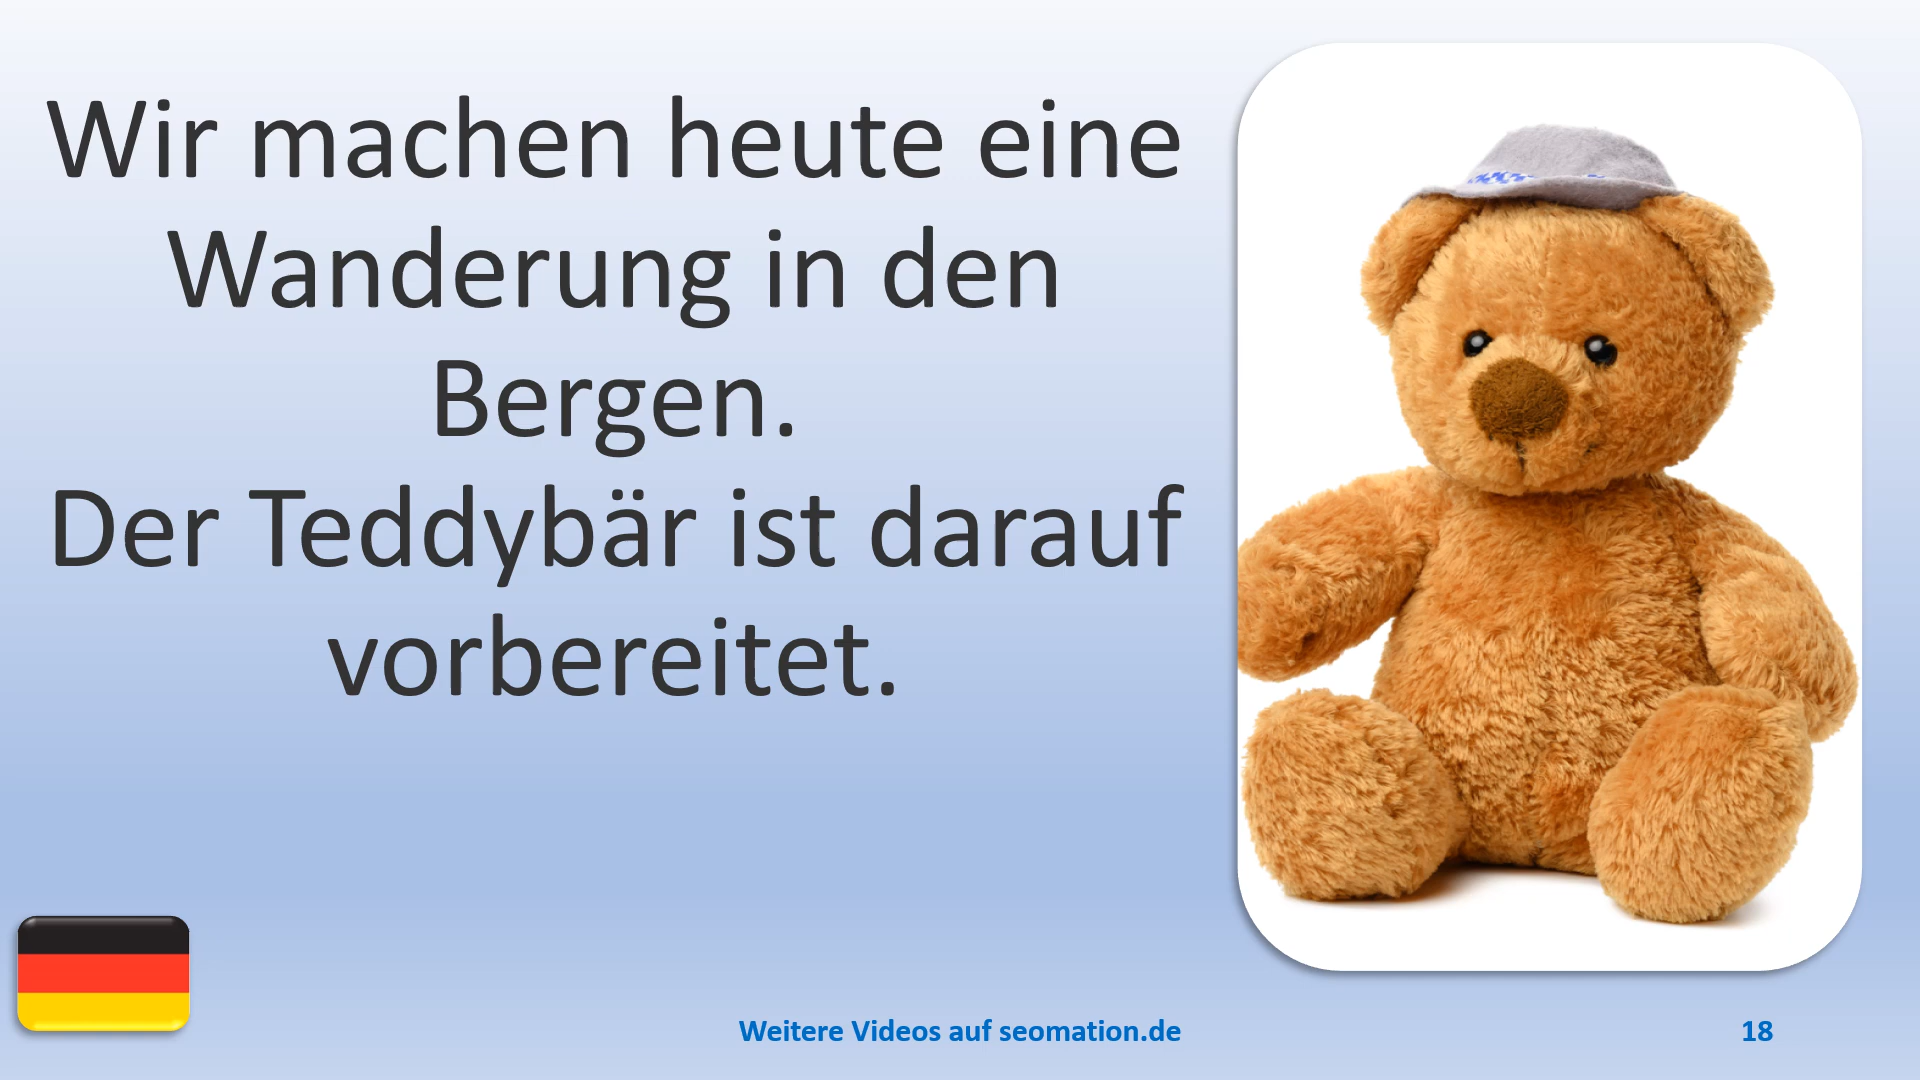 Wir machen heute eine
Wanderung in den
Bergen.
Der Teddybär ist darauf
vorbereitet.
Weitere Videos auf seomation.de
18